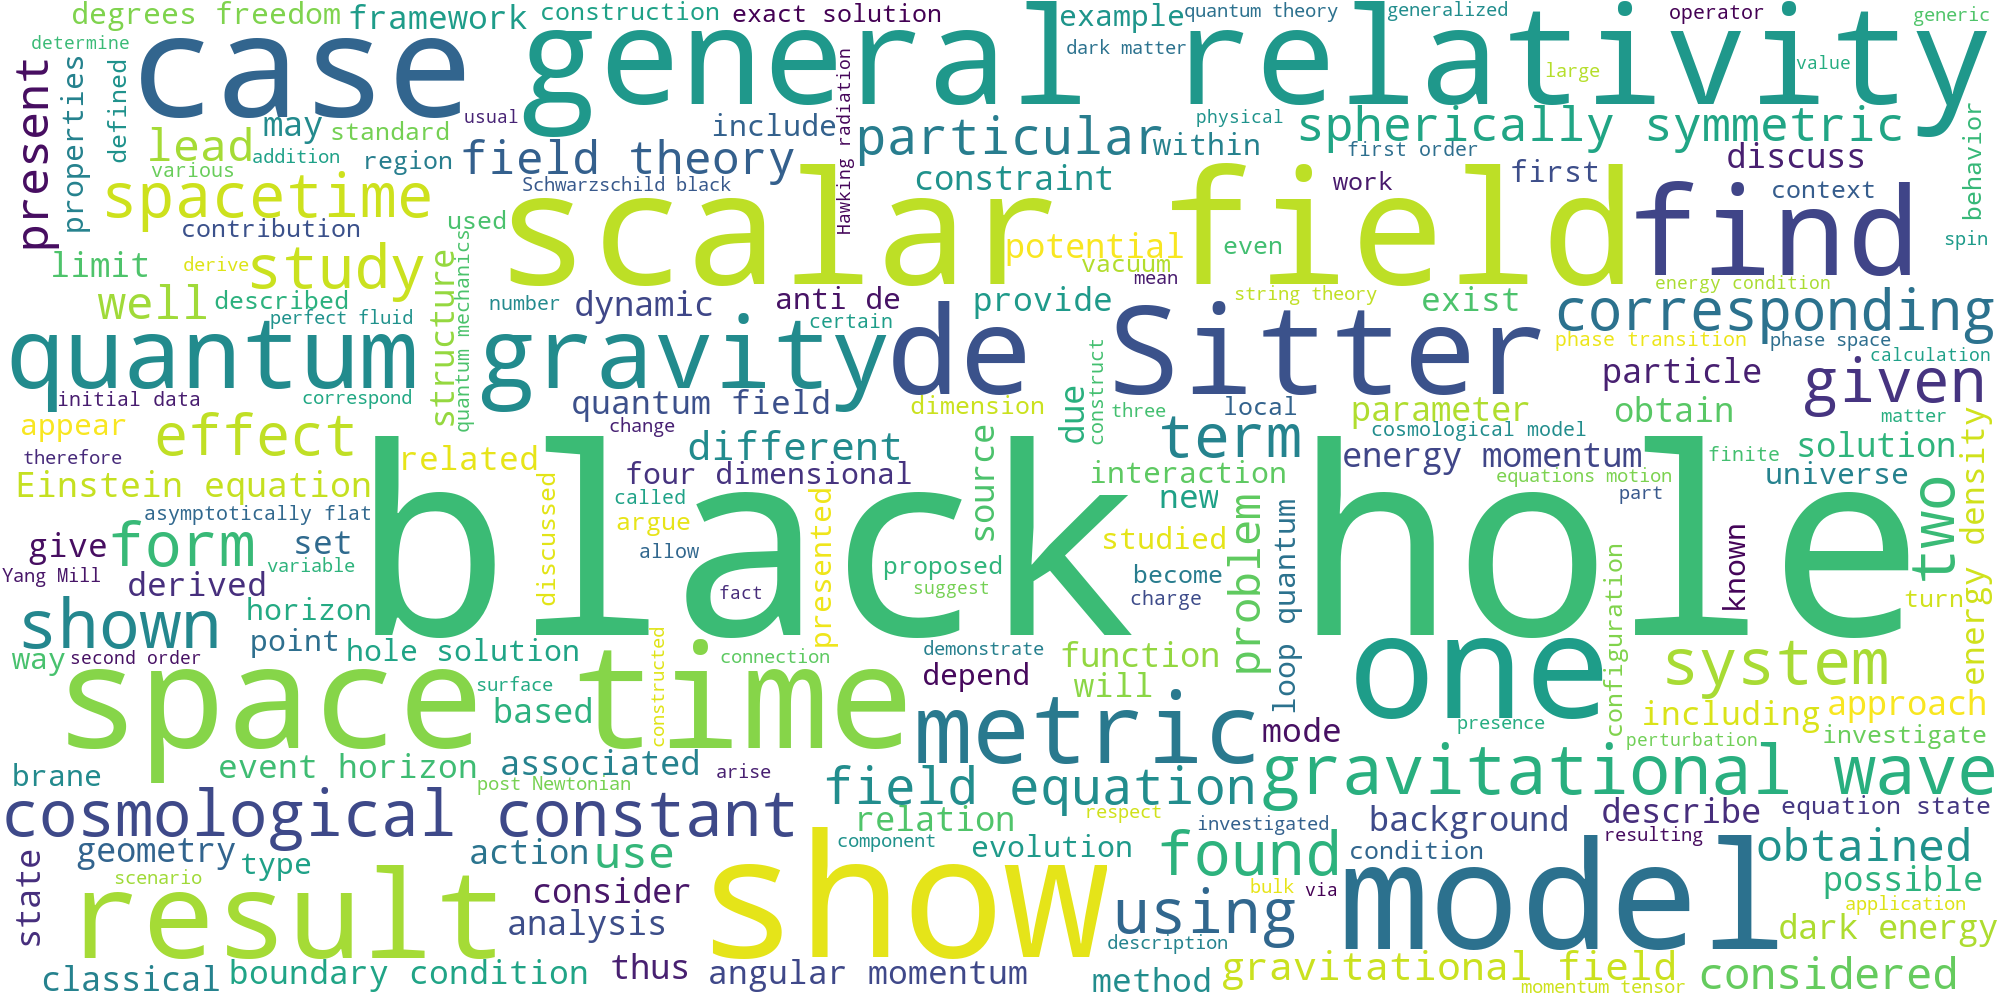 degrees freedom
framework
construction
exact solution
example
quantum theory
generalized
operator
generic
determine
case
general relativity
dark matter
large
value
present
properties
defined
usual
Hawking radiation
physical
may
include
particular
spherically symmetric
lead
standard
field theory
within
first order
discuss
behavior
addition
region
various
Schwarzschild black
constraint
work
first
context
spacetime
scalar field
find
contribution
used
potential
even
spin
limit
derive
study
structure
quantum mechanics
vacuum
mean
energy condition
well
described
number
dynamic
anti de
provide
string theory
exist
corresponding
perfect fluid
certain
quantum
gravity
de Sitter
phase transition
phase space
construct
particle
calculation
given
initial data
correspond
quantum field
dimension
due
three
local
parameter
obtain
matter
appear
effect
change
different
term
cosmological model
solution
therefore
related
four dimensional
source
interaction
energy momentum
finite
universe
energy density
Einstein equation
discussed
called
presented
new
equations motion
part
two
asymptotically flat
argue
studied
problem
loop quantum
known
give
form
set
allow
black hole
variable
proposed
become
configuration
Yang Mill
derived
fact
suggest
charge
turn
shown
horizon
point
constructed
one
way
second order
hole solution
connection
demonstrate
function
system
space time
surface
depend
will
based
metric
presence
including
approach
mode
perturbation
investigate
brane
event horizon
associated
arise
field equation
gravitational wave
post Newtonian
cosmological constant
relation
respect
investigated
background
describe
equation state
resulting
geometry
type
action
use
component
evolution
found
condition
obtained
state
scenario
result
consider
show
bulk
via
model
possible
application
analysis
using
dark energy
description
classical
boundary condition
thus
angular momentum
method
gravitational field
momentum tensor
considered